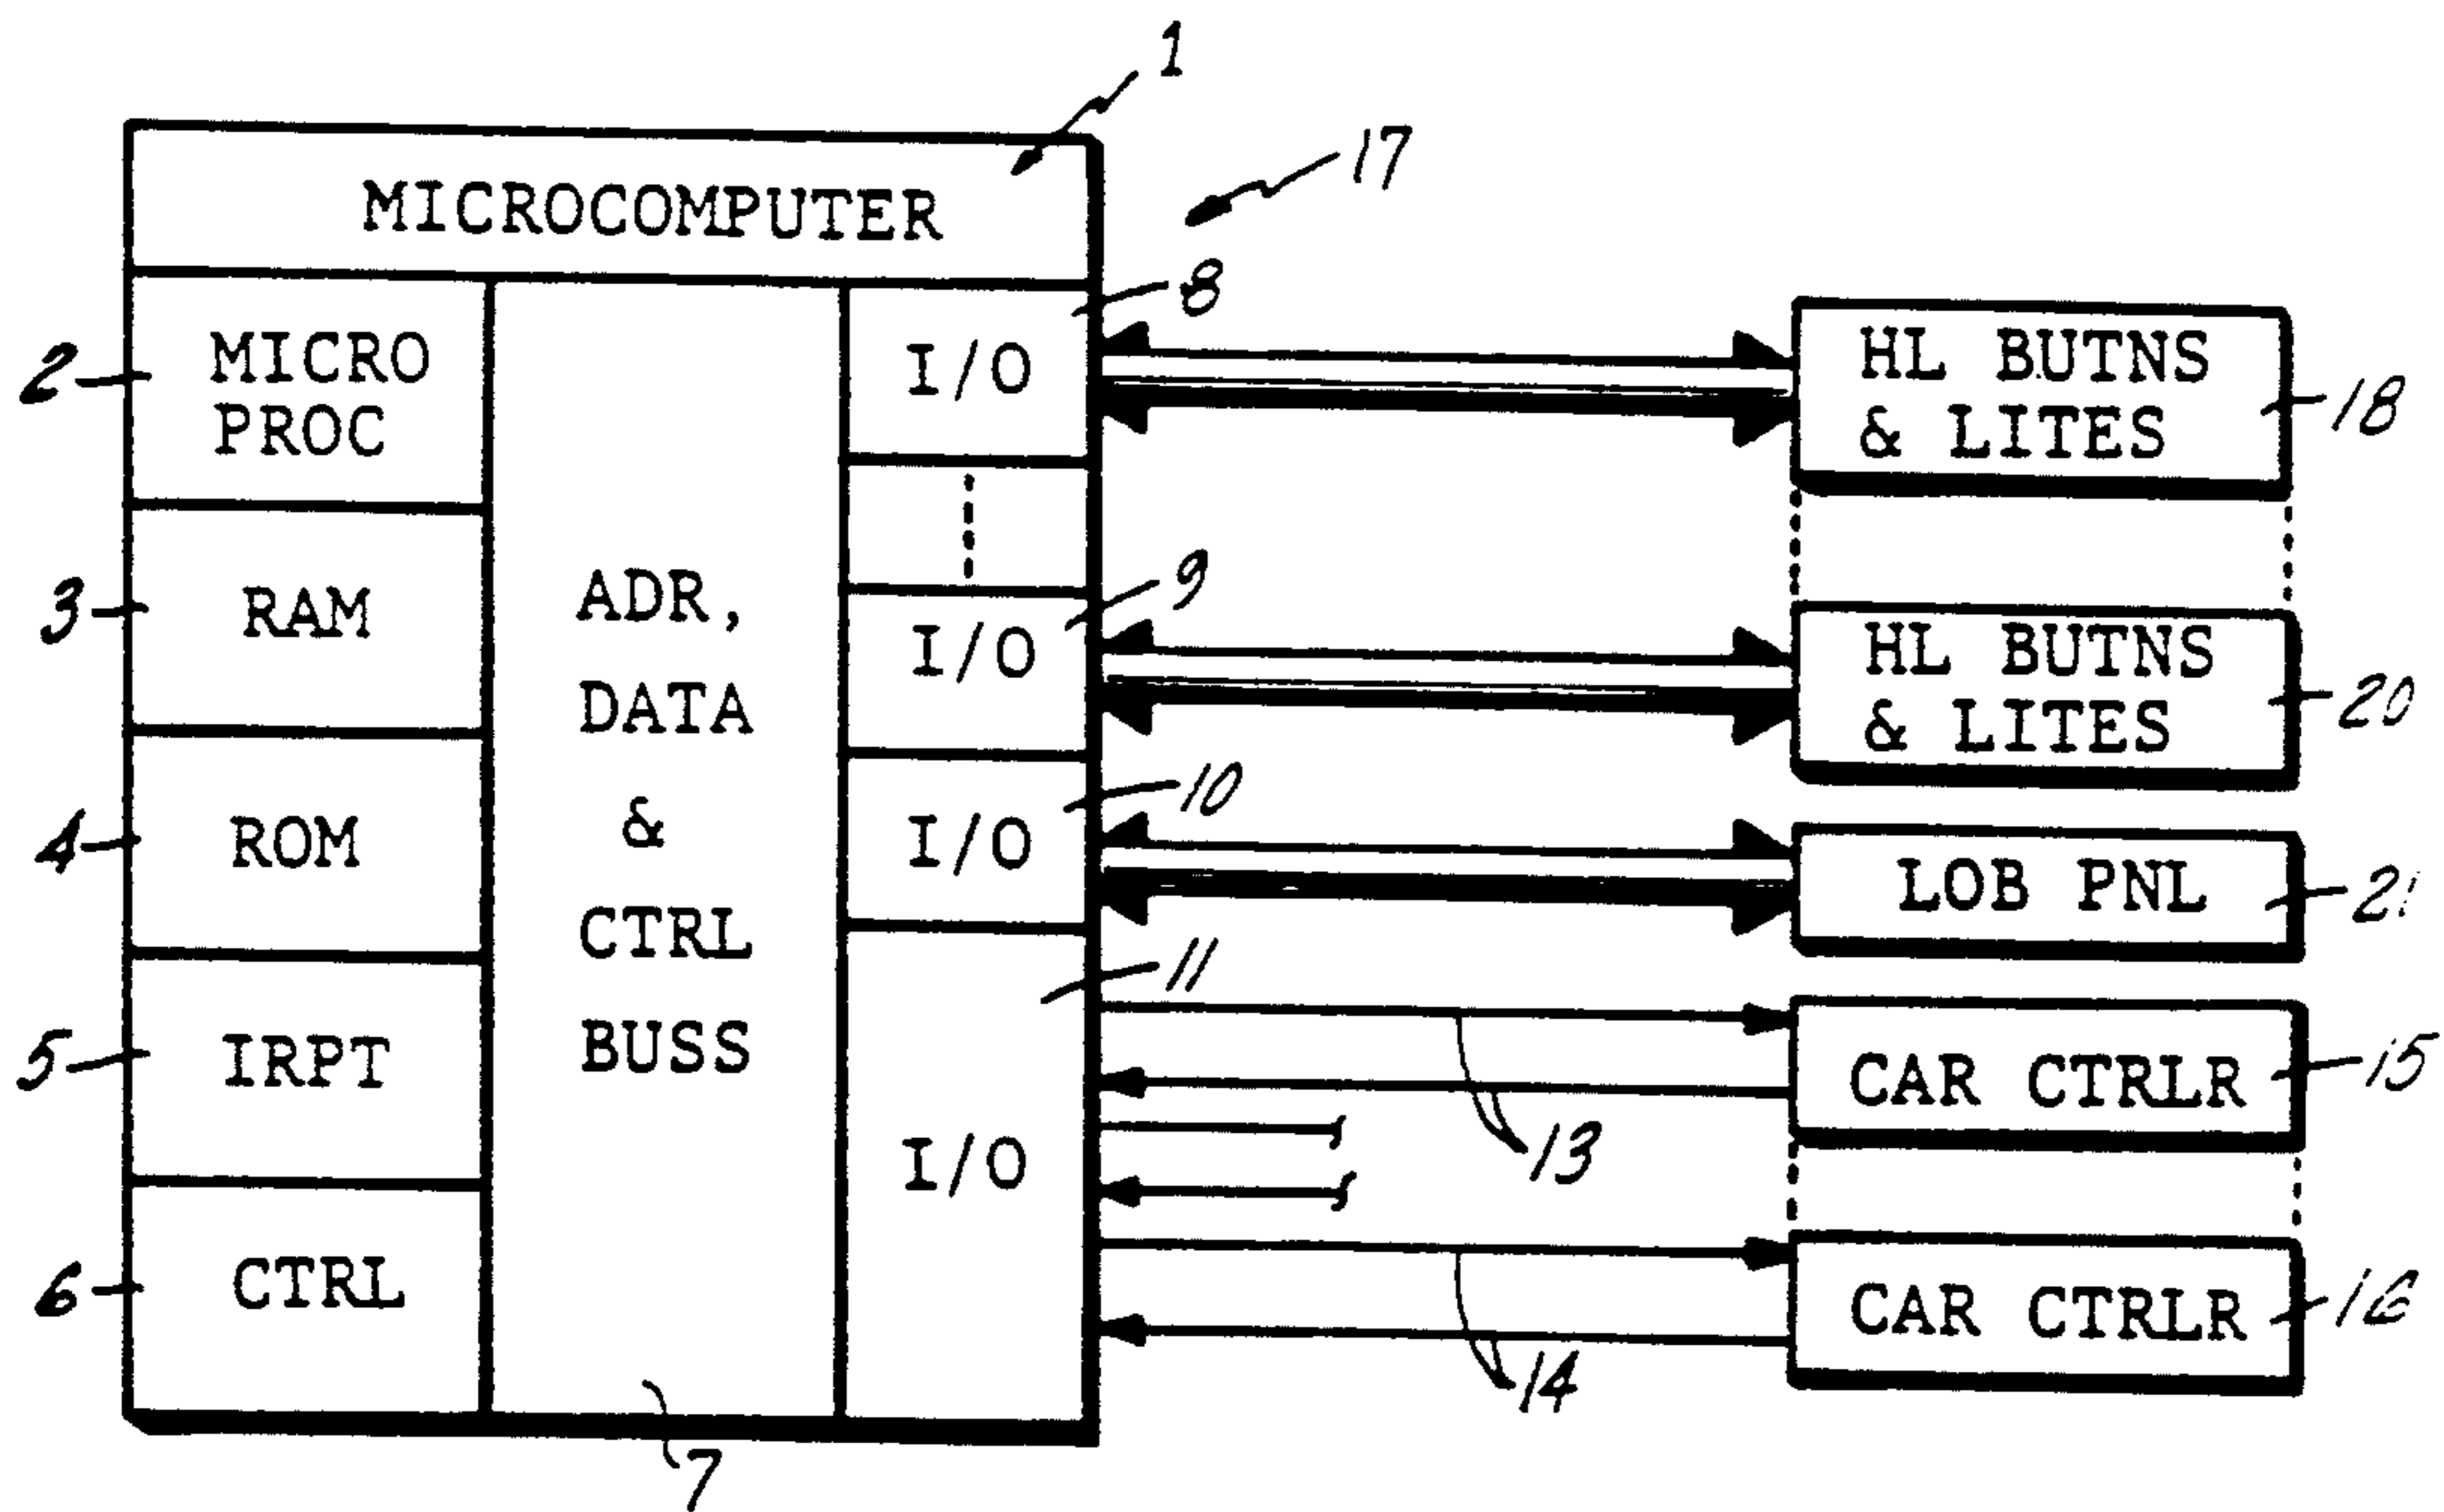 1
17
MICROCOMPUTER
8
2
MICRO
PROC
I/O
HL BUTNS
& LITES
18
3
RAM
ADR,
DATA
&
CTRL
BUSS
9
I/O
HL BUTNS
& LITES
20
4
ROM
10
I/O
LOB PNL
21
11
5
IRPT
I/O
13
CAR CTRLR
15
6
CTRL
14
CAR CTRLR
16
7